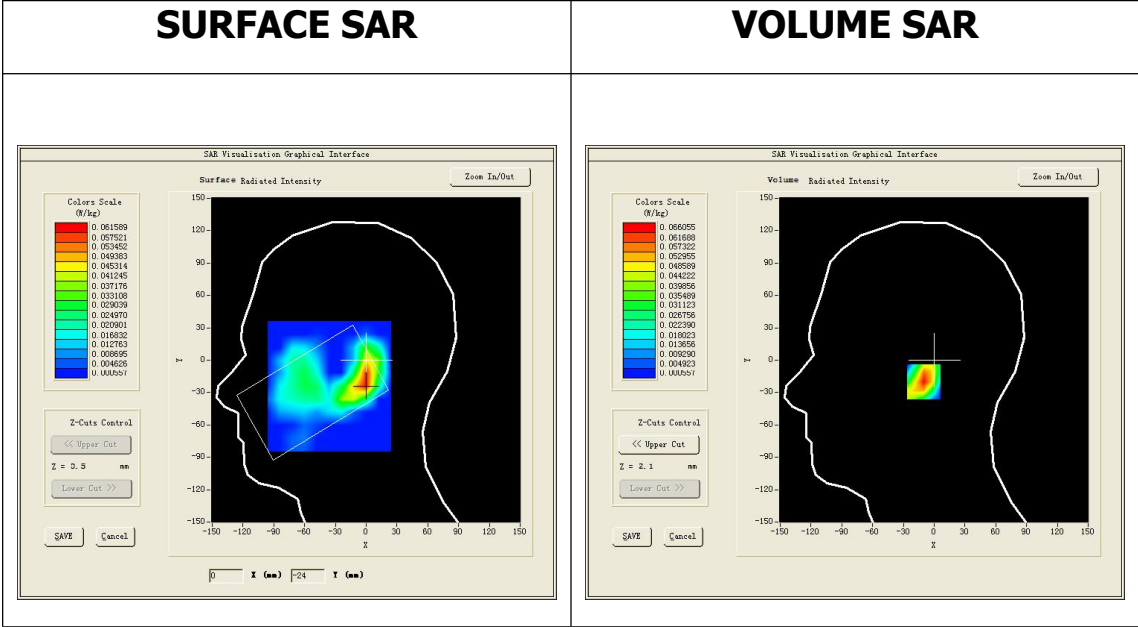 SURFACE SAR
VOLUME SAR
SAR Visualisation Graphical Interface
Surface Radiated Intensity
Zoom In/Out
Colors Scale
(W/kg)
0.061589
0.057521
0.053452
0.049383
0.045314
0.041245
0.037176
0.033108
0.029039
0.024970
0.020901
0.016832
0.012763
0.008695
0.004626
0.000557
Z-Cuts Control
<< Upper Cut
Z = 3.5 mm
Lower Cut >>
SAVE
Cancel
150
120
90
60
30
0
-30
-60
-90
-120
-150
Y
-150 -120 -90 -60 -30 0 30 60 90 120 150
X
0 X (mm) -24 Y (mm)
SAR Visualisation Graphical Interface
Volume Radiated Intensity
Zoom In/Out
Colors Scale
(W/kg)
0.066055
0.061688
0.057322
0.052955
0.048589
0.044222
0.039856
0.035489
0.031123
0.026756
0.022390
0.018023
0.013656
0.009290
0.004923
0.000557
Z-Cuts Control
<< Upper Cut
Z = 2.1 mm
Lower Cut >>
SAVE
Cancel
150
120
90
60
30
0
-30
-60
-90
-120
-150
Y
-150 -120 -90 -60 -30 0 30 60 90 120 150
X